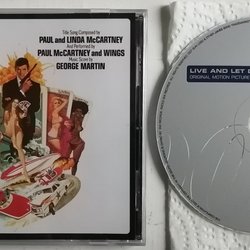 Title Song Composed by
PAUL and LINDA McCARTNEY
And Performed by
PAUL McCARTNEY and WINGS
Music Score by
GEORGE MARTIN
LIVE AND LET
ORIGINAL MOTION PICTURE